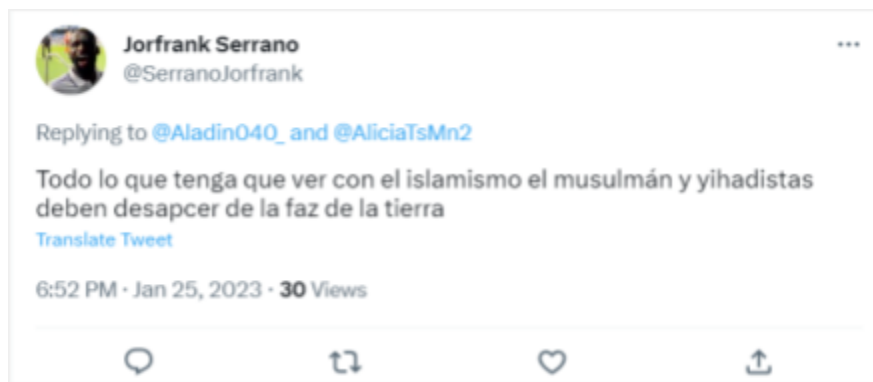 Jorfrank Serrano
@SerranoJorfrank
Replying to @Aladin040_ and @AliciaTsMn2
Todo lo que tenga que ver con el islamismo el musulmán y yihadistas
deben desapcer de la faz de la tierra
Translate Tweet
6:52 PM · Jan 25, 2023 · 30 Views